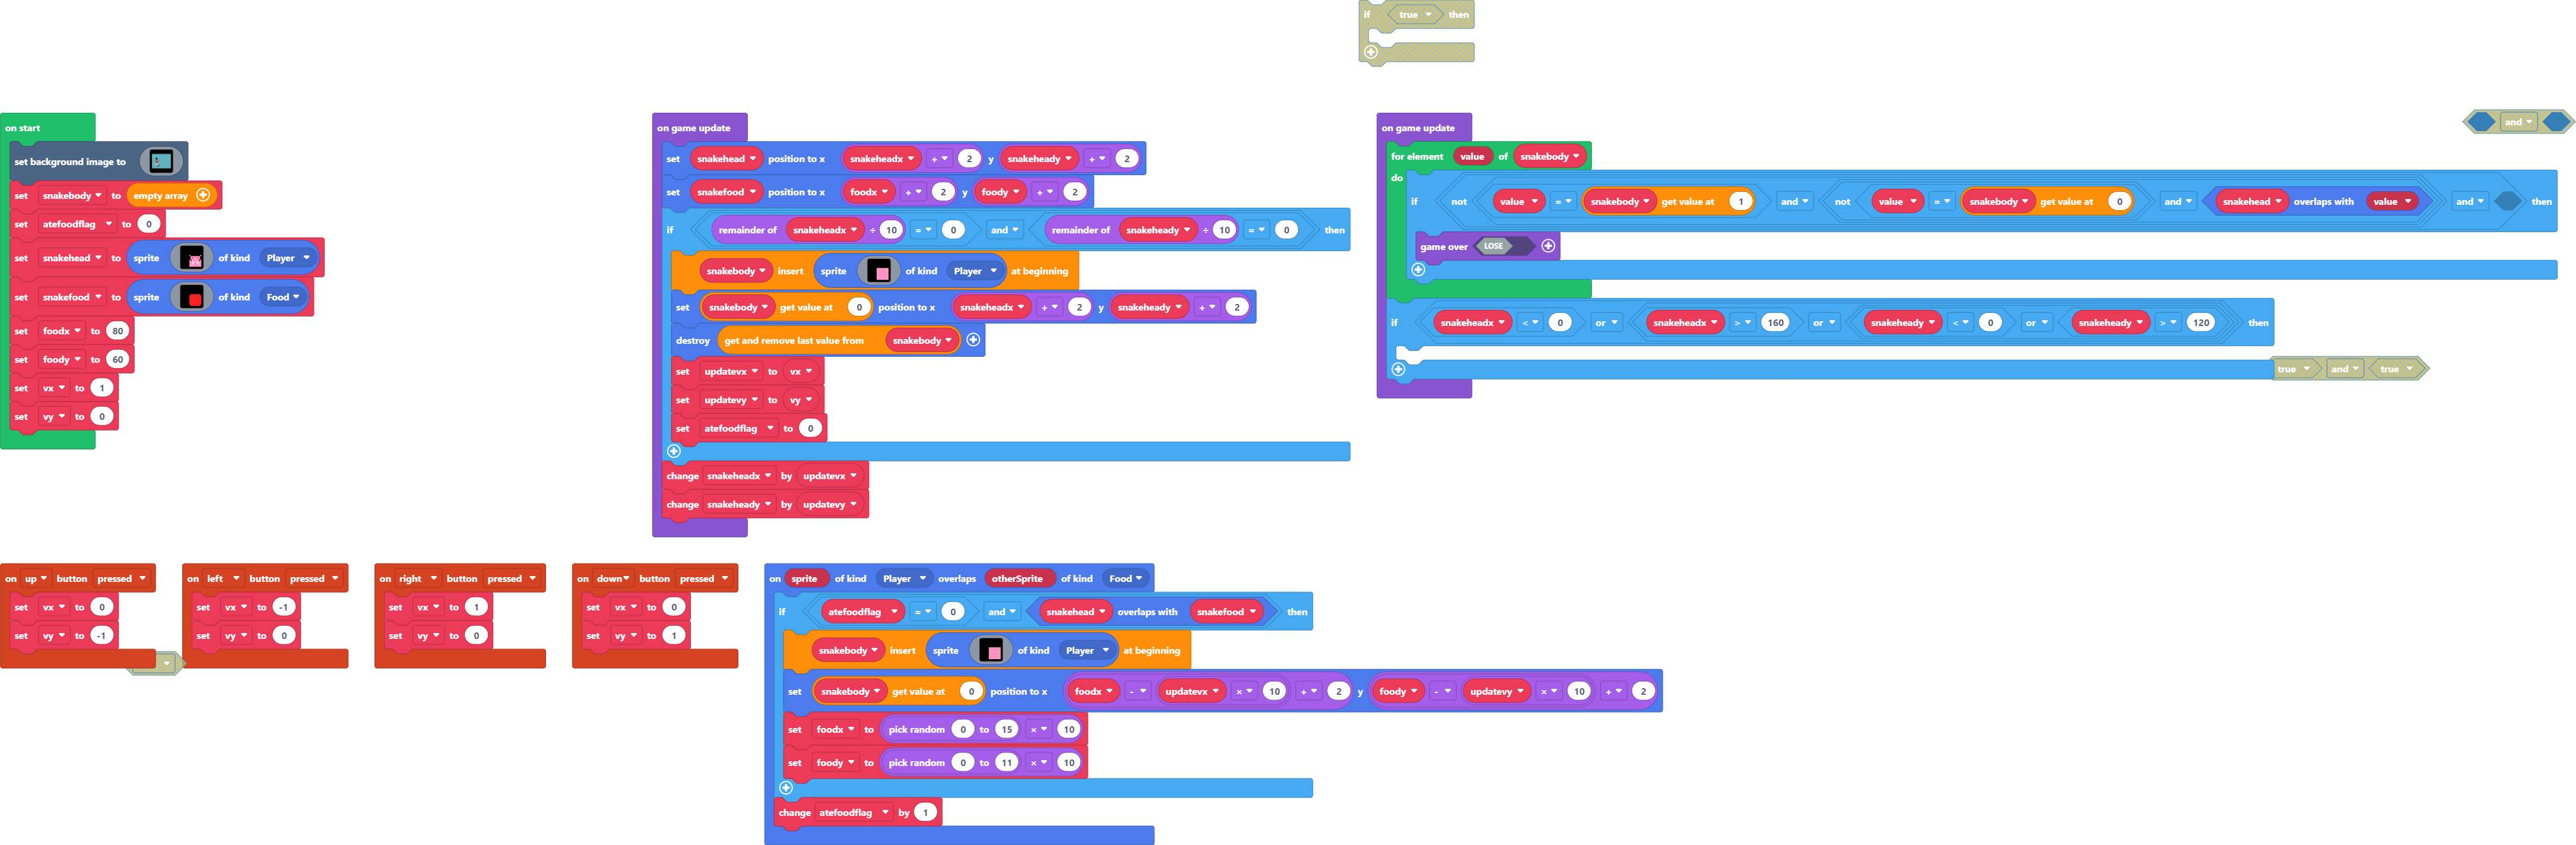 if true then
on start
set background image to
set snakebody to empty array
set atefoodflag to 0
set snakehead to sprite of kind Player
set snakefood to sprite of kind Food
set foodx to 80
set foody to 60
set vx to 1
set vy to 0
on game update
set snakehead position to x snakeheadx + 2 y snakeheady + 2
set snakefood position to x foodx + 2 y foody + 2
if remainder of snakeheadx ÷ 10 = 0 and remainder of snakeheady ÷ 10 = 0 then
snakebody insert sprite of kind Player at beginning
set snakebody get value at 0 position to x snakeheadx + 2 y snakeheady + 2
destroy get and remove last value from snakebody
set updatevx to vx
set updatevy to vy
set atefoodflag to 0
change snakeheadx by updatevx
change snakeheady by updatevy
on game update
for element value of snakebody
do
if not value = snakebody get value at 1 and not value = snakebody get value at 0 and snakehead overlaps with value and then
game over LOSE
if snakeheadx < 0 or snakeheadx > 160 or snakeheady < 0 or snakeheady > 120 then
and
true and true
on up button pressed
set vx to 0
set vy to -1
on left button pressed
set vx to -1
set vy to 0
on right button pressed
set vx to 1
set vy to 0
on down button pressed
set vx to 0
set vy to 1
on sprite of kind Player overlaps otherSprite of kind Food
if atefoodflag = 0 and snakehead overlaps with snakefood then
snakebody insert sprite of kind Player at beginning
set snakebody get value at 0 position to x foodx - updatevx × 10 + 2 y foody - updatevy × 10 + 2
set foodx to pick random 0 to 15 × 10
set foody to pick random 0 to 11 × 10
change atefoodflag by 1